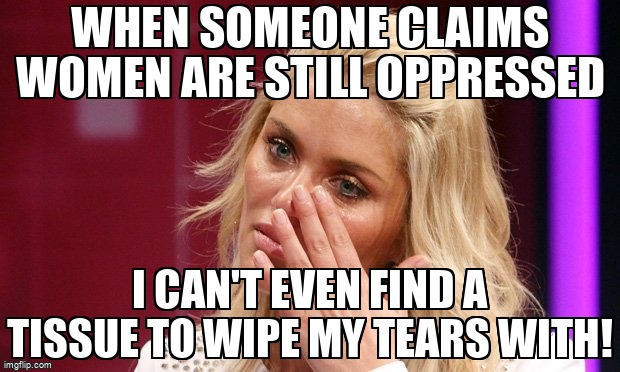 WHEN SOMEONE CLAIMS
WOMEN ARE STILL OPPRESSED
I CAN'T EVEN FIND A
TISSUE TO WIPE MY TEARS WITH!
imgflip.com